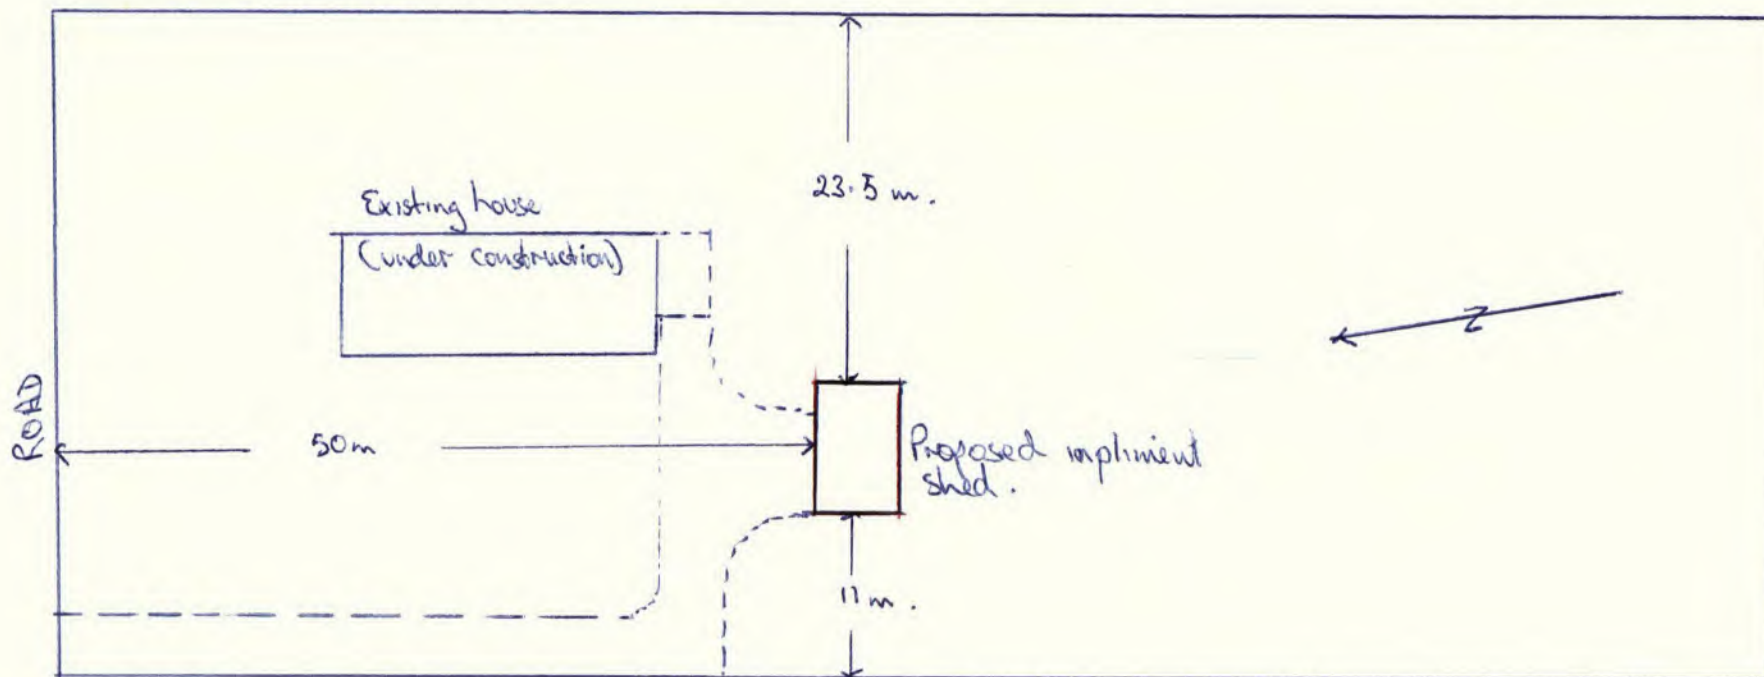 23.5 m.
Existing house
(under construction)
ROAD
50m
Proposed impliment
shed.
11 m.
N